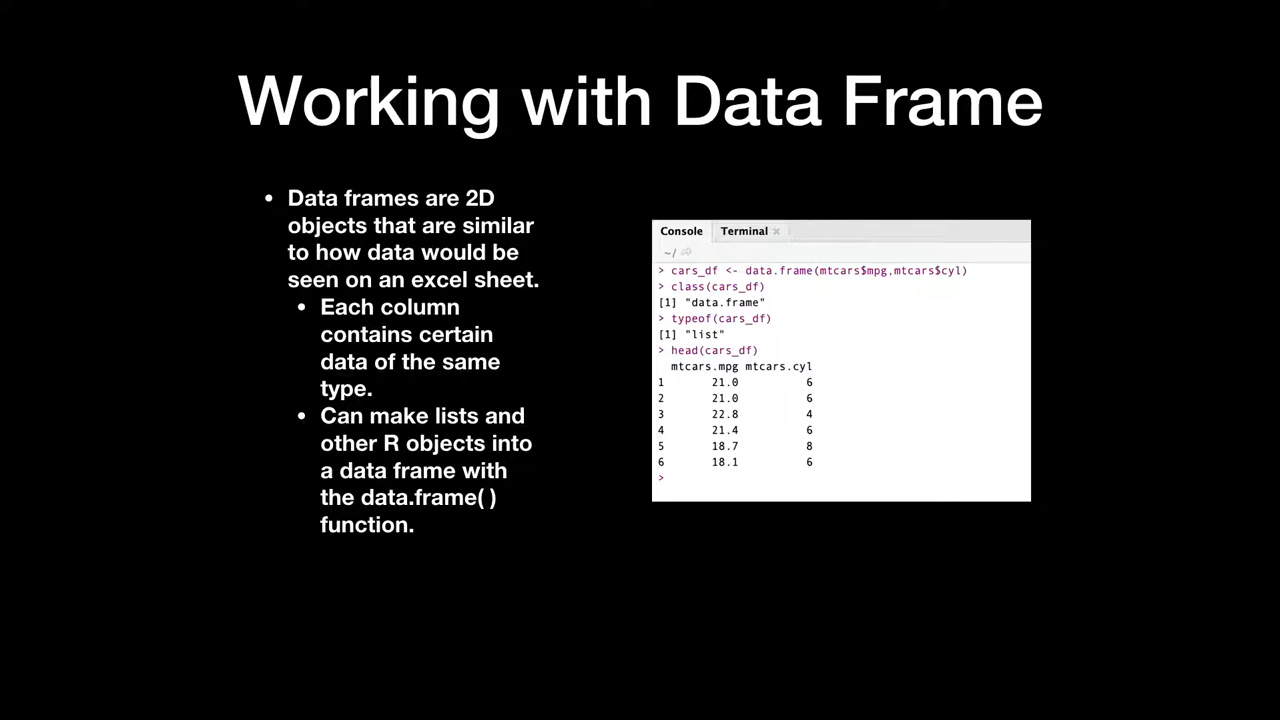 Working with Data Frame
• Data frames are 2D
objects that are similar
to how data would be
seen on an excel sheet.
• Each column
contains certain
data of the same
type.
• Can make lists and
other R objects into
a data frame with
the data.frame( )
function.
Console Terminal ×
~/
> cars_df <- data.frame(mtcars$mpg,mtcars$cyl)
> class(cars_df)
[1] "data.frame"
> typeof(cars_df)
[1] "list"
> head(cars_df)
mtcars.mpg mtcars.cyl
1 21.0 6
2 21.0 6
3 22.8 4
4 21.4 6
5 18.7 8
6 18.1 6
>